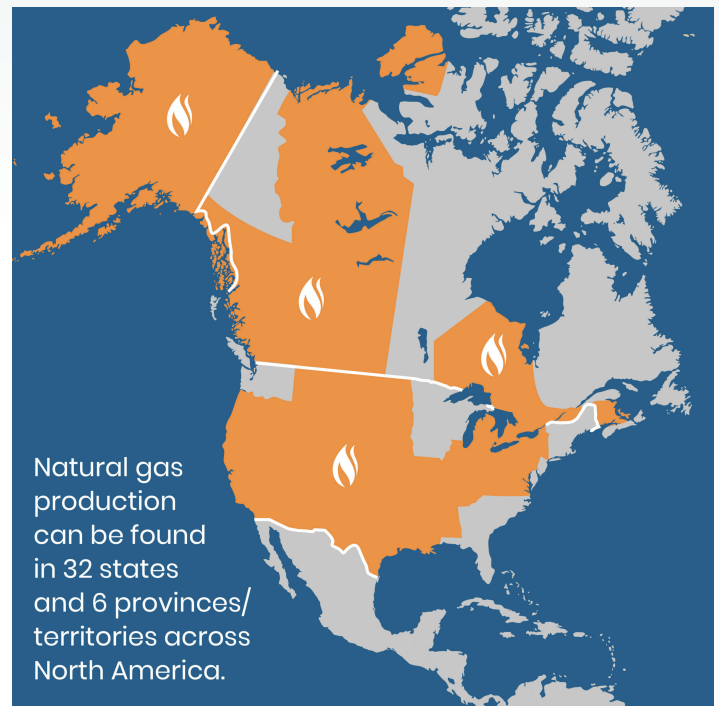 Natural gas
production
can be found
in 32 states
and 6 provinces/
territories across
North America.